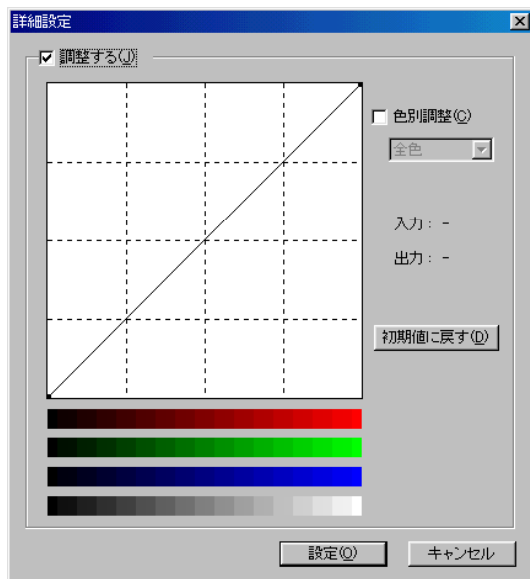 詳細設定
調整する(J)
色別調整(C)
全色
入力： -
出力： -
初期値に戻す(D)
設定(O)
キャンセル